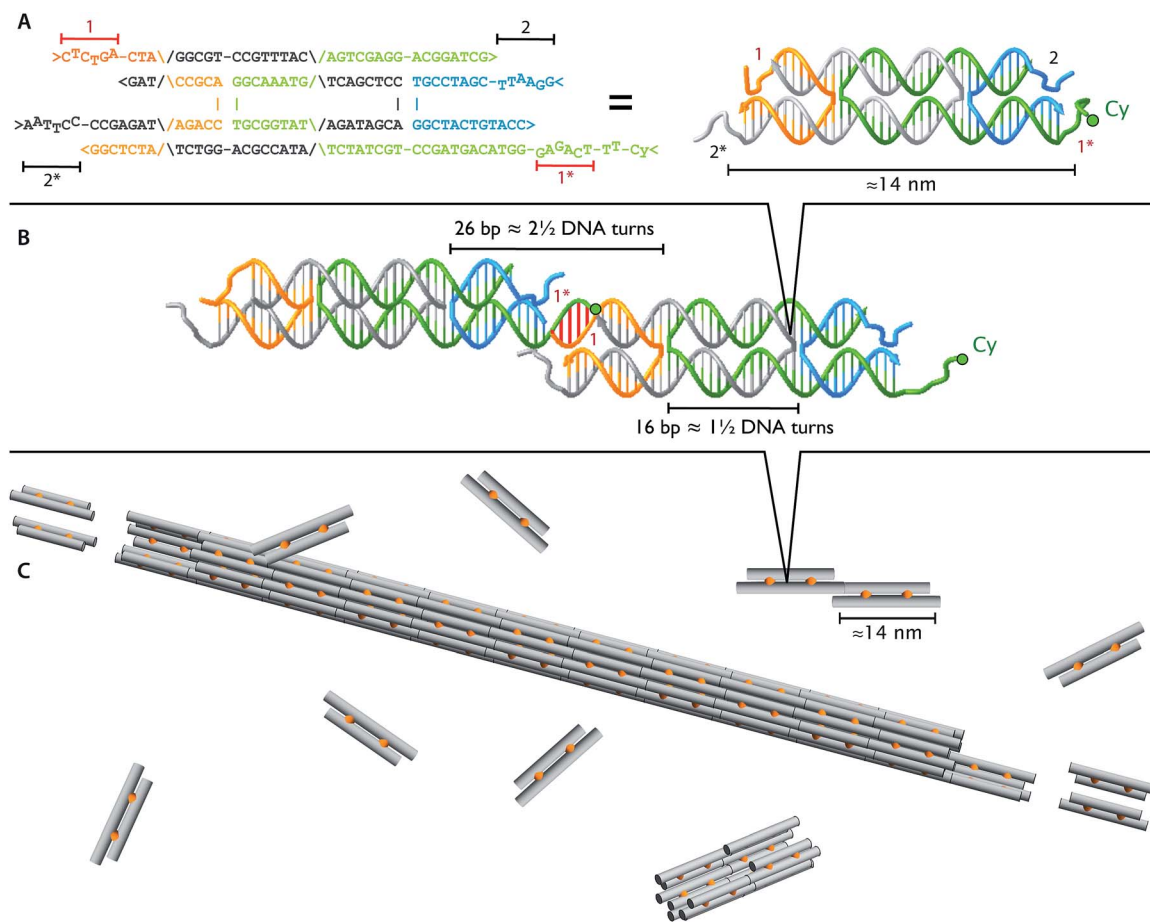 A
1
2
>CTCTGA-CTA\/GGCGT-CCGTTTAC\/AGTCGAGG-ACGGATCG>
<GAT/\CCGCA GGCAAATG/\TCAGCTCC TGCCTAGC-TTAAGG<
>AATTCC-CCGAGAT\/AGACC TGCGGTAT\/AGATAGCA GGCTACTGTACC>
<GGCTCTA/\TCTGG-ACGCCATA/\TCTATCGT-CCGATGACATGG-GAGACT-TT-Cy<
2*
1*
=
1
2
Cy
2*
1*
≈14 nm
B
26 bp ≈ 2½ DNA turns
1*
1
Cy
16 bp ≈ 1½ DNA turns
C
≈14 nm